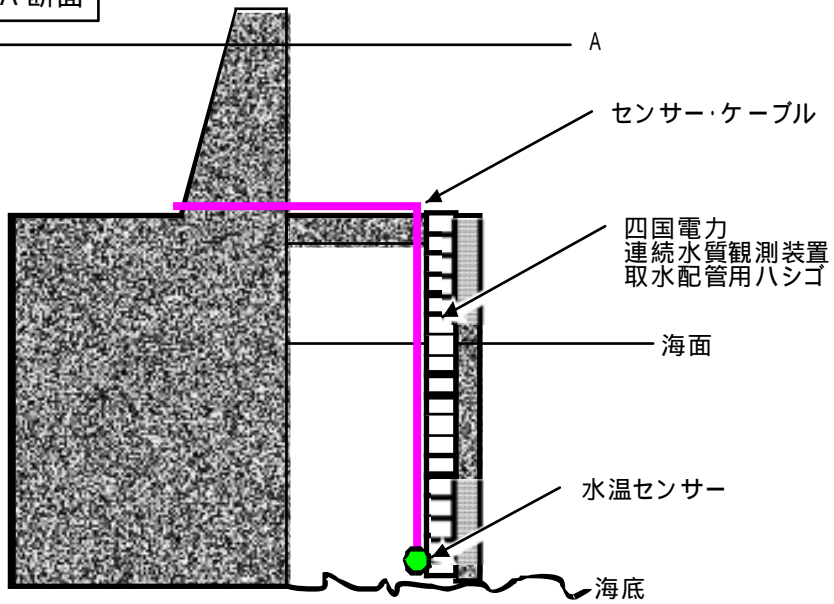 A 断面
A
センサー・ケーブル
四国電力
連続水質観測装置
取水配管用ハシゴ
海面
水温センサー
海底